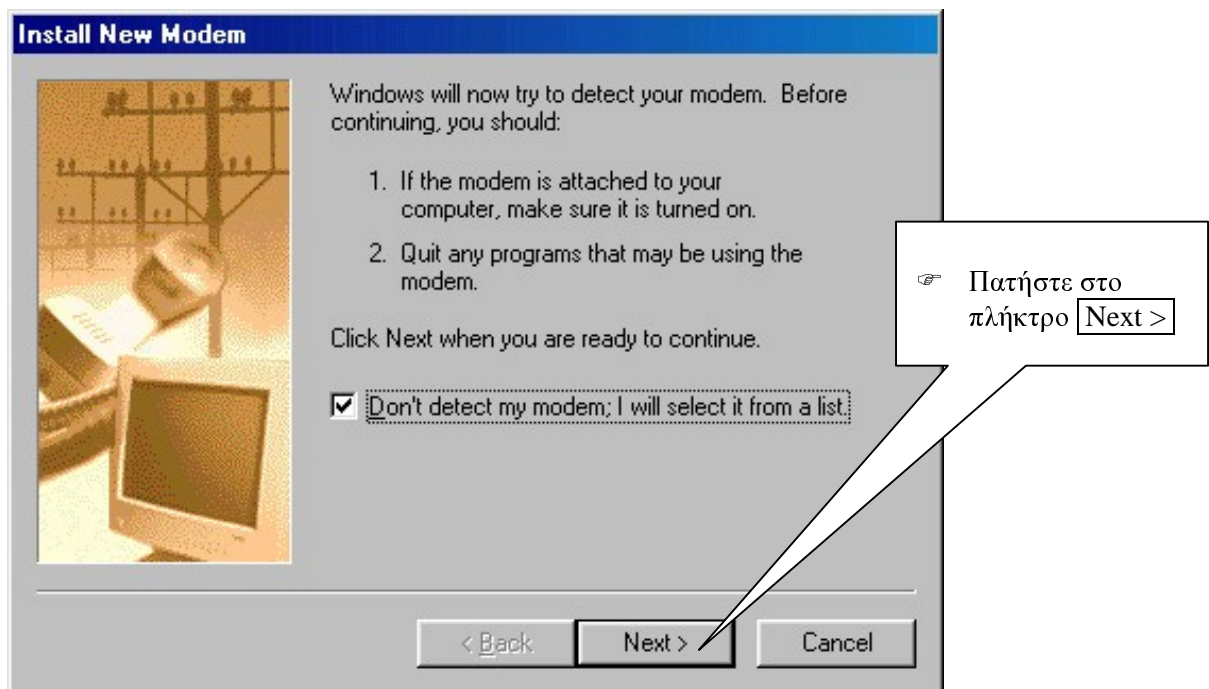 Install New Modem
Windows will now try to detect your modem. Before
continuing, you should:
1. If the modem is attached to your
computer, make sure it is turned on.
2. Quit any programs that may be using the
modem.
Click Next when you are ready to continue.
Don't detect my modem; I will select it from a list.
☞ Πατήστε στο
πλήκτρο Next >
< Back
Next >
Cancel